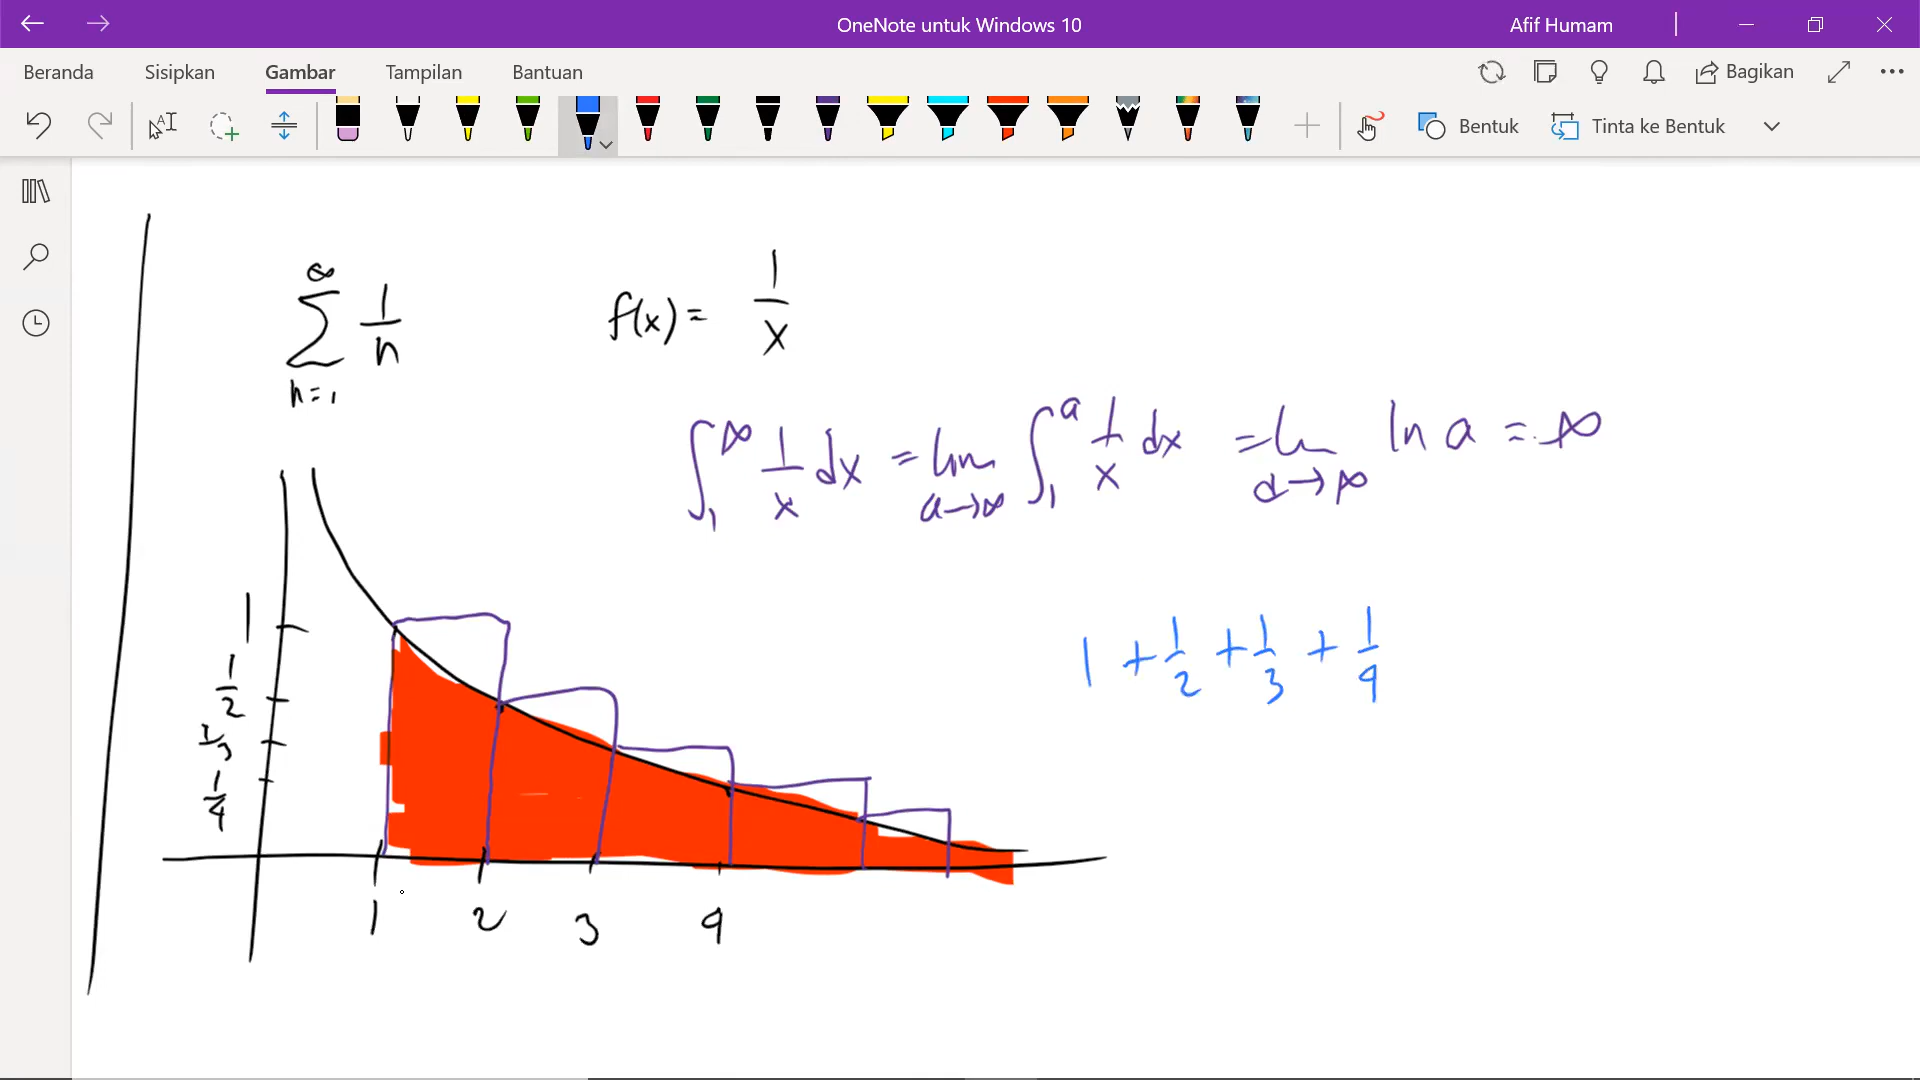 OneNote untuk Windows 10
Afif Humam
Beranda Sisipkan Gambar Tampilan Bantuan
Bagikan
Bentuk
Tinta ke Bentuk
∑_{n=1}^{∞} 1/n
f(x) = 1/x
∫_1^∞ 1/x dx = lim_{a→∞} ∫_1^a 1/x dx = lim_{a→∞} ln a = ∞
1 + 1/2 + 1/3 + 1/4
1
1/2
1/3
1/4
1 2 3 4